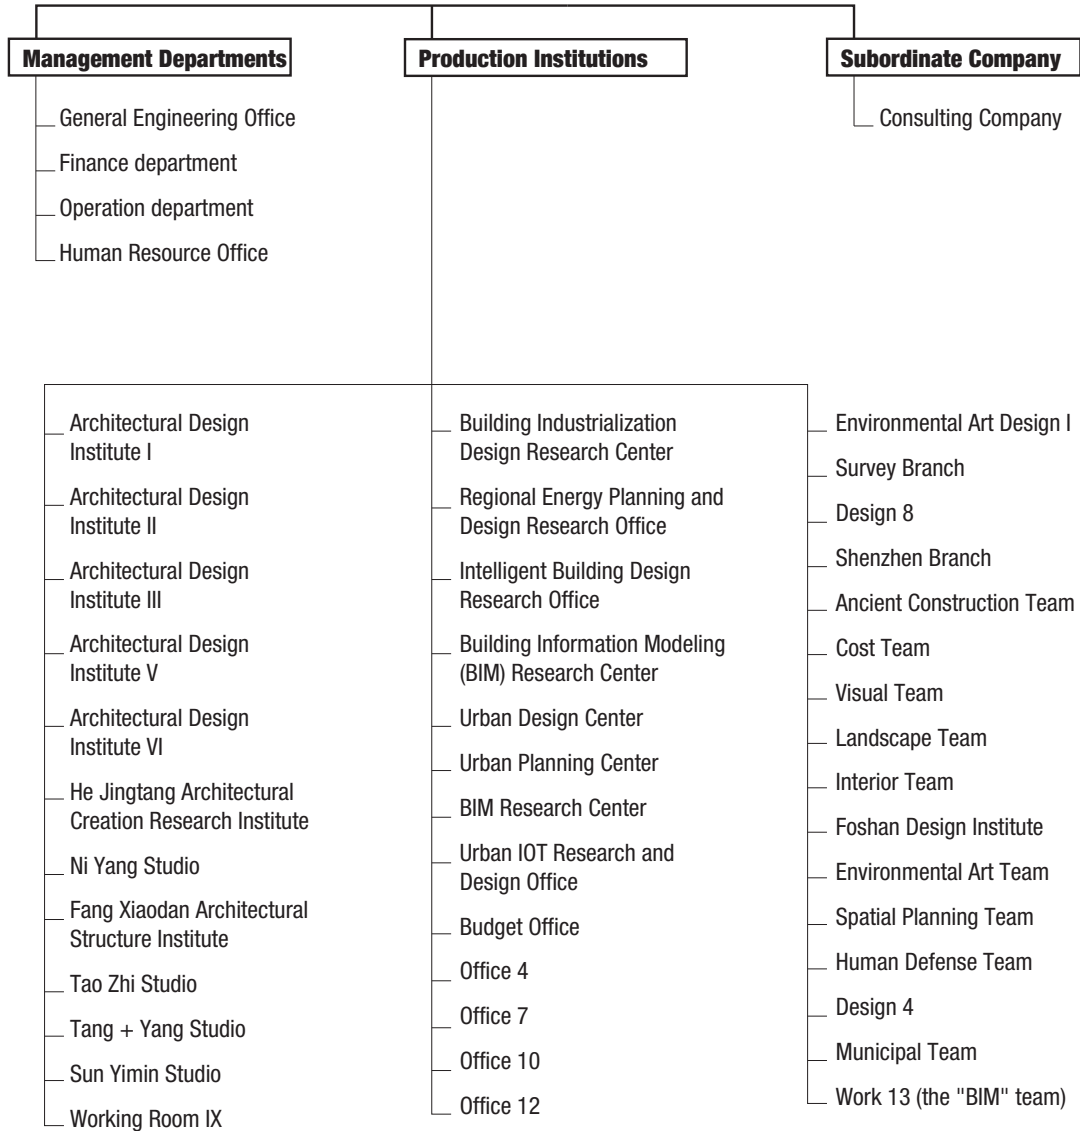 Management Departments
Production Institutions
Subordinate Company
General Engineering Office
Finance department
Operation department
Human Resource Office
Consulting Company
Architectural Design
Institute I
Architectural Design
Institute II
Architectural Design
Institute III
Architectural Design
Institute V
Architectural Design
Institute VI
He Jingtang Architectural
Creation Research Institute
Ni Yang Studio
Fang Xiaodan Architectural
Structure Institute
Tao Zhi Studio
Tang + Yang Studio
Sun Yimin Studio
Working Room IX
Building Industrialization
Design Research Center
Regional Energy Planning and
Design Research Office
Intelligent Building Design
Research Office
Building Information Modeling
(BIM) Research Center
Urban Design Center
Urban Planning Center
BIM Research Center
Urban IOT Research and
Design Office
Budget Office
Office 4
Office 7
Office 10
Office 12
Environmental Art Design I
Survey Branch
Design 8
Shenzhen Branch
Ancient Construction Team
Cost Team
Visual Team
Landscape Team
Interior Team
Foshan Design Institute
Environmental Art Team
Spatial Planning Team
Human Defense Team
Design 4
Municipal Team
Work 13 (the "BIM" team)